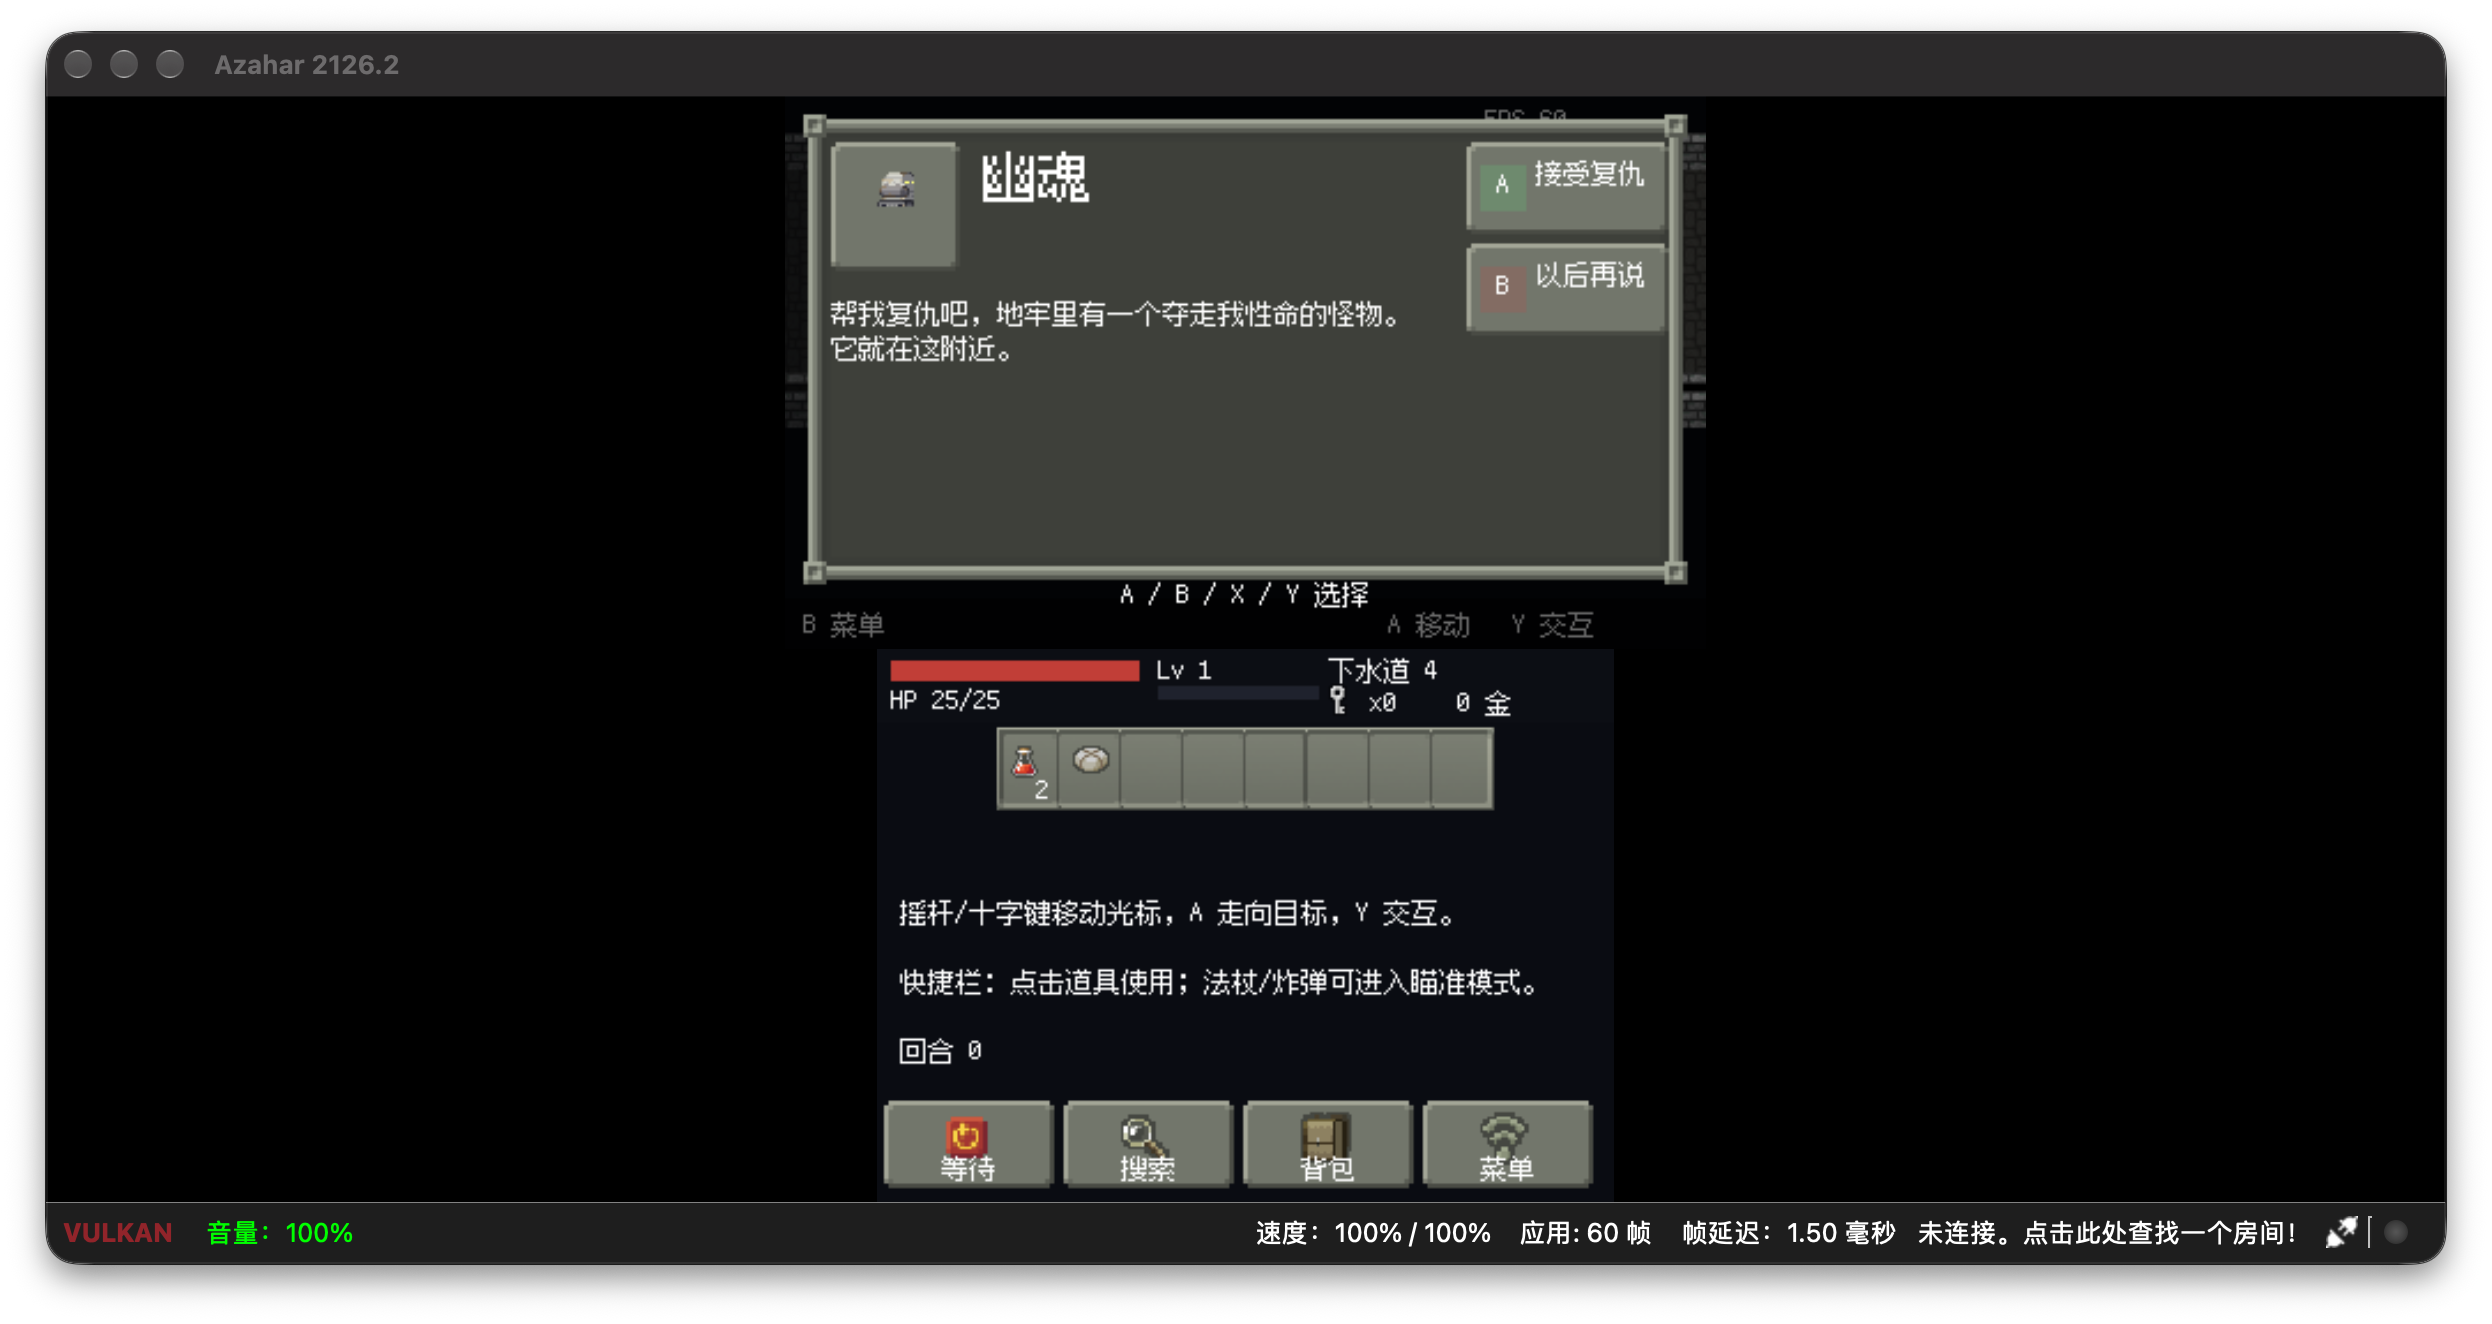 Azahar 2126.2
幽魂
A 接受复仇
B 以后再说
帮我复仇吧，地牢里有一个夺走我性命的怪物。
它就在这附近。
A / B / X / Y 选择
B 菜单 A 移动 Y 交互
Lv 1 下水道 4
HP 25/25 x0 0 金
2
摇杆/十字键移动光标，A 走向目标，Y 交互。
快捷栏：点击道具使用；法杖/炸弹可进入瞄准模式。
回合 0
等待 搜索 背包 菜单
VULKAN 音量：100% 速度：100% / 100% 应用: 60 帧 帧延迟：1.50 毫秒 未连接。点击此处查找一个房间！